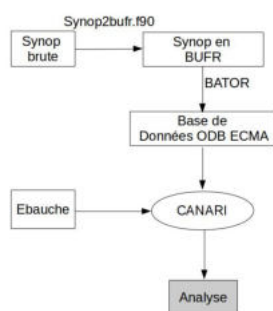 Synop2bufr.f90
Synop
brute
Synop en
BUFR
BATOR
Base de
Données ODB ECMA
Ebauche
CANARI
Analyse